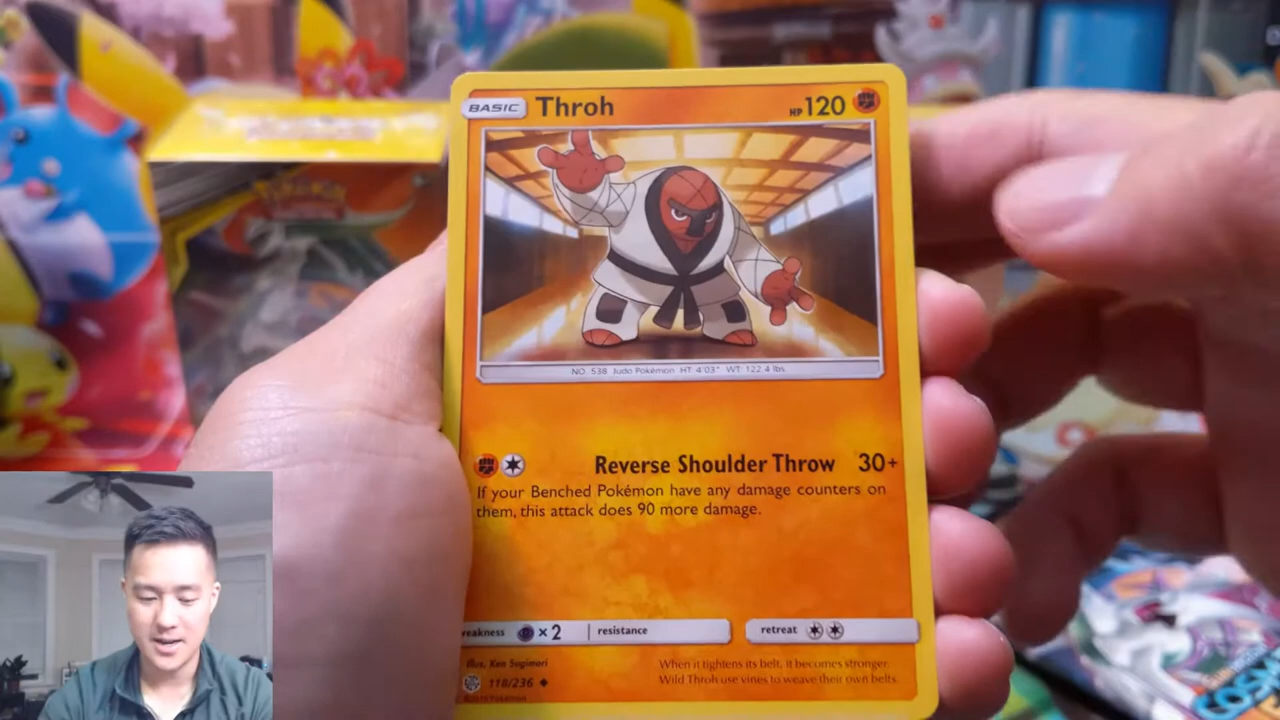 BASIC Throh HP 120
NO. 538 Judo Pokémon HT: 4'03" WT: 122.4 lbs.
Reverse Shoulder Throw 30+
If your Benched Pokémon have any damage counters on
them, this attack does 90 more damage.
weakness ×2 resistance retreat
Illus. Ken Sugimori
118/236
When it tightens its belt, it becomes stronger.
Wild Throh use vines to weave their own belts.
COSM